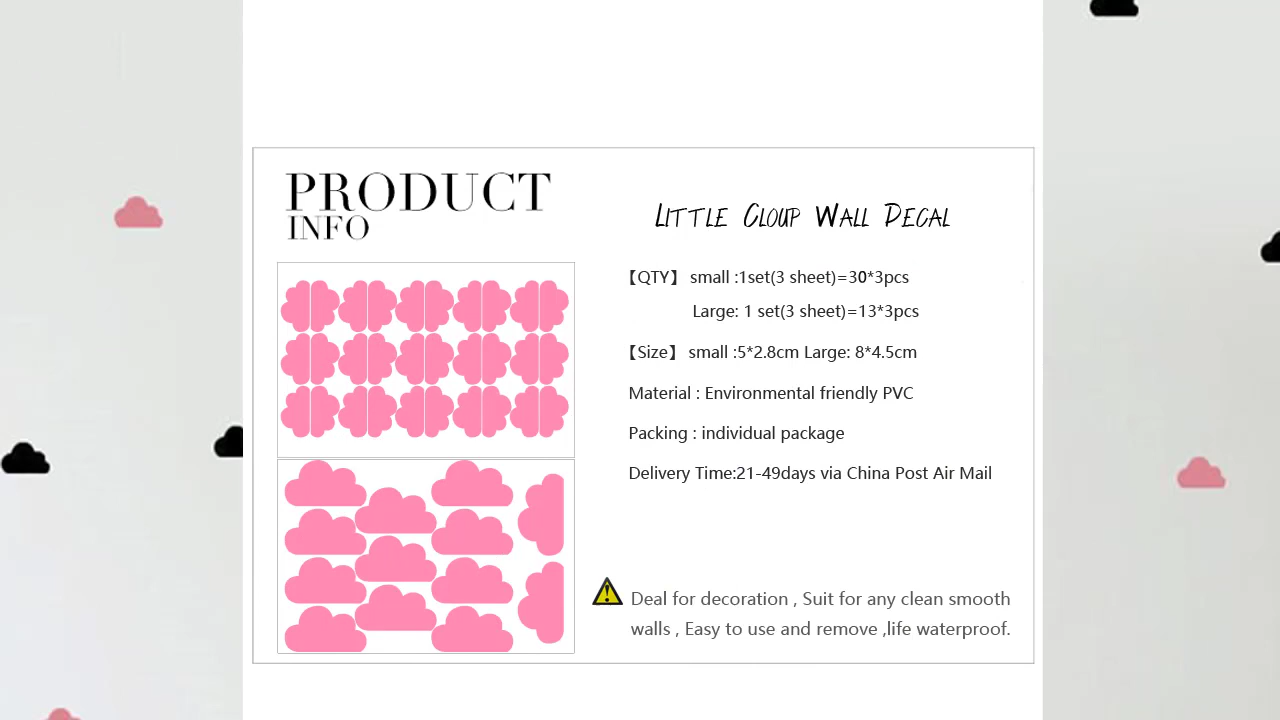 PRODUCT
INFO
LITTLE CLOUP WALL DECAL
【QTY】 small :1set(3 sheet)=30*3pcs
Large: 1 set(3 sheet)=13*3pcs
【Size】 small :5*2.8cm Large: 8*4.5cm
Material : Environmental friendly PVC
Packing : individual package
Delivery Time:21-49days via China Post Air Mail
Deal for decoration , Suit for any clean smooth
walls , Easy to use and remove ,life waterproof.